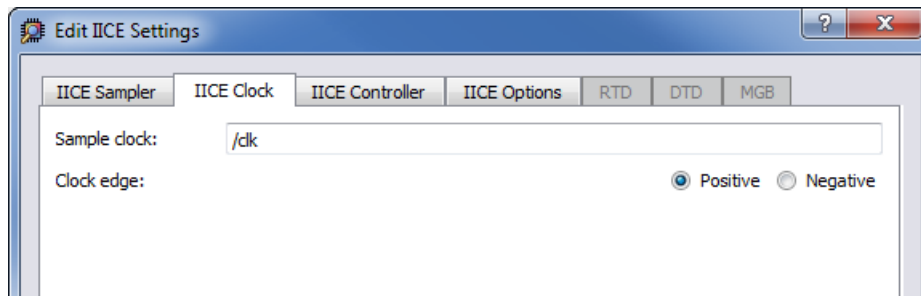 Edit IICE Settings
IICE Sampler IICE Clock IICE Controller IICE Options RTD DTD MGB
Sample clock: /clk
Clock edge: Positive Negative